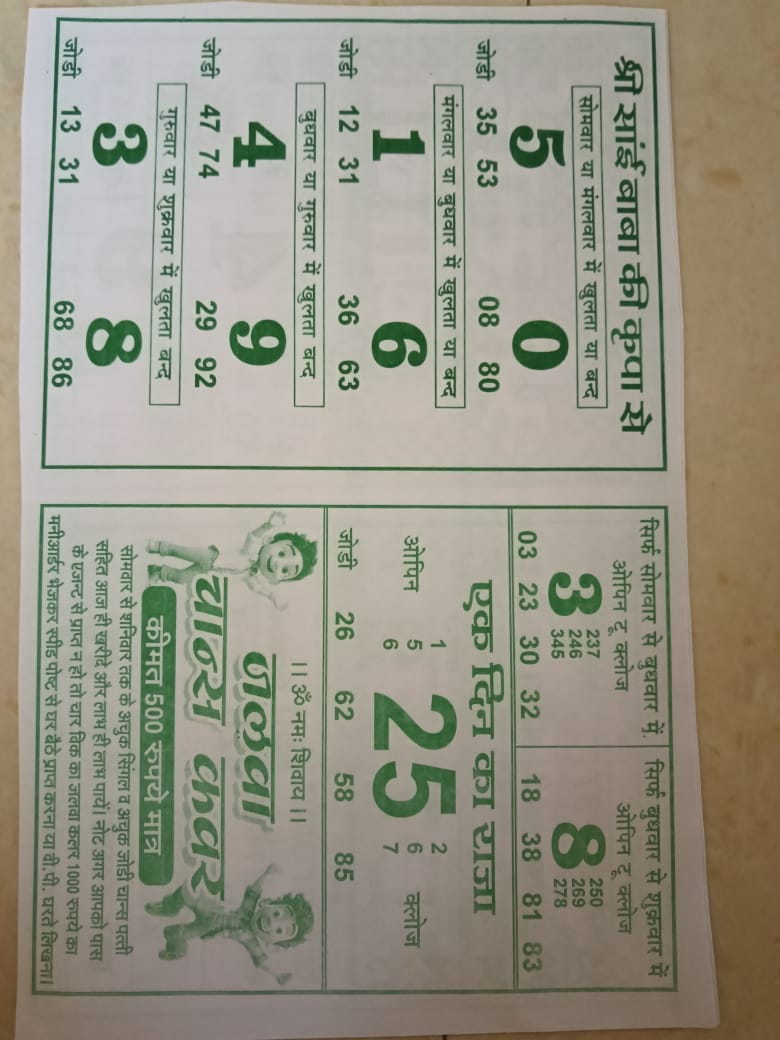 श्री सांई बाबा की कृपा से
सोमवार या मंगलवार में खुलता या बन्द
5 0
जोडी 35 53 08 80
मंगलवार या बुधवार में खुलता या बन्द
1 6
जोडी 12 31 36 63
बुधवार या गुरुवार में खुलता बन्द
4 9
जोडी 47 74 29 92
गुरुवार या शुक्रवार में खुलता बन्द
3 8
जोडी 13 31 68 86
सिर्फ सोमवार से बुधवार में.
ओपिन टू क्लोज
3
237
246
345
03 23 30 32
सिर्फ बुधवार से शुक्रवार में
ओपिन टू क्लोज
8
250
269
278
18 38 81 83
एक दिन का राजा
ओपिन
1
5
6
25
2
6
7
क्लोज
जोडी 26 62 58 85
।। ॐ नमः शिवाय ।।
जलवा
चान्स कवर
कीमत 500 रुपये मात्र
सोमवार से शनिवार तक के अचुक सिंगल व अचुक जोडी चान्स पत्ती
सहित आज ही खरीदे और लाभ ही लाभ पायें। नोट अगर आपको पास
के एजन्ट से प्राप्त न हो तो चार विक का जलवा कलर 1000 रुपये का
मनीआर्डर भेजकर स्पीड पोष्ट से घर बैठे प्राप्त करना या वी.पी. घरते लिखना।